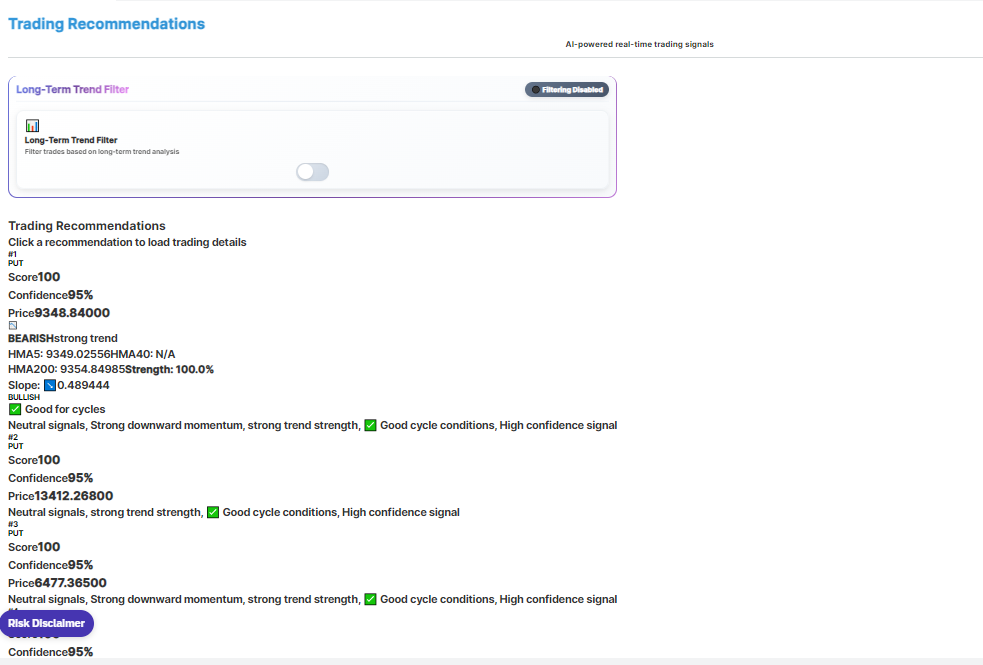 Trading Recommendations
AI-powered real-time trading signals
Long-Term Trend Filter
Filtering Disabled
Long-Term Trend Filter
Filter trades based on long-term trend analysis
Trading Recommendations
Click a recommendation to load trading details
#1
PUT
Score100
Confidence95%
Price9348.84000
BEARISHstrong trend
HMA5: 9349.02556HMA40: N/A
HMA200: 9354.84985Strength: 100.0%
Slope: ↘️0.489444
BULLISH
✅ Good for cycles
Neutral signals, Strong downward momentum, strong trend strength, ✅ Good cycle conditions, High confidence signal
#2
PUT
Score100
Confidence95%
Price13412.26800
Neutral signals, strong trend strength, ✅ Good cycle conditions, High confidence signal
#3
PUT
Score100
Confidence95%
Price6477.36500
Neutral signals, Strong downward momentum, strong trend strength, ✅ Good cycle conditions, High confidence signal
Risk Disclaimer
Confidence95%